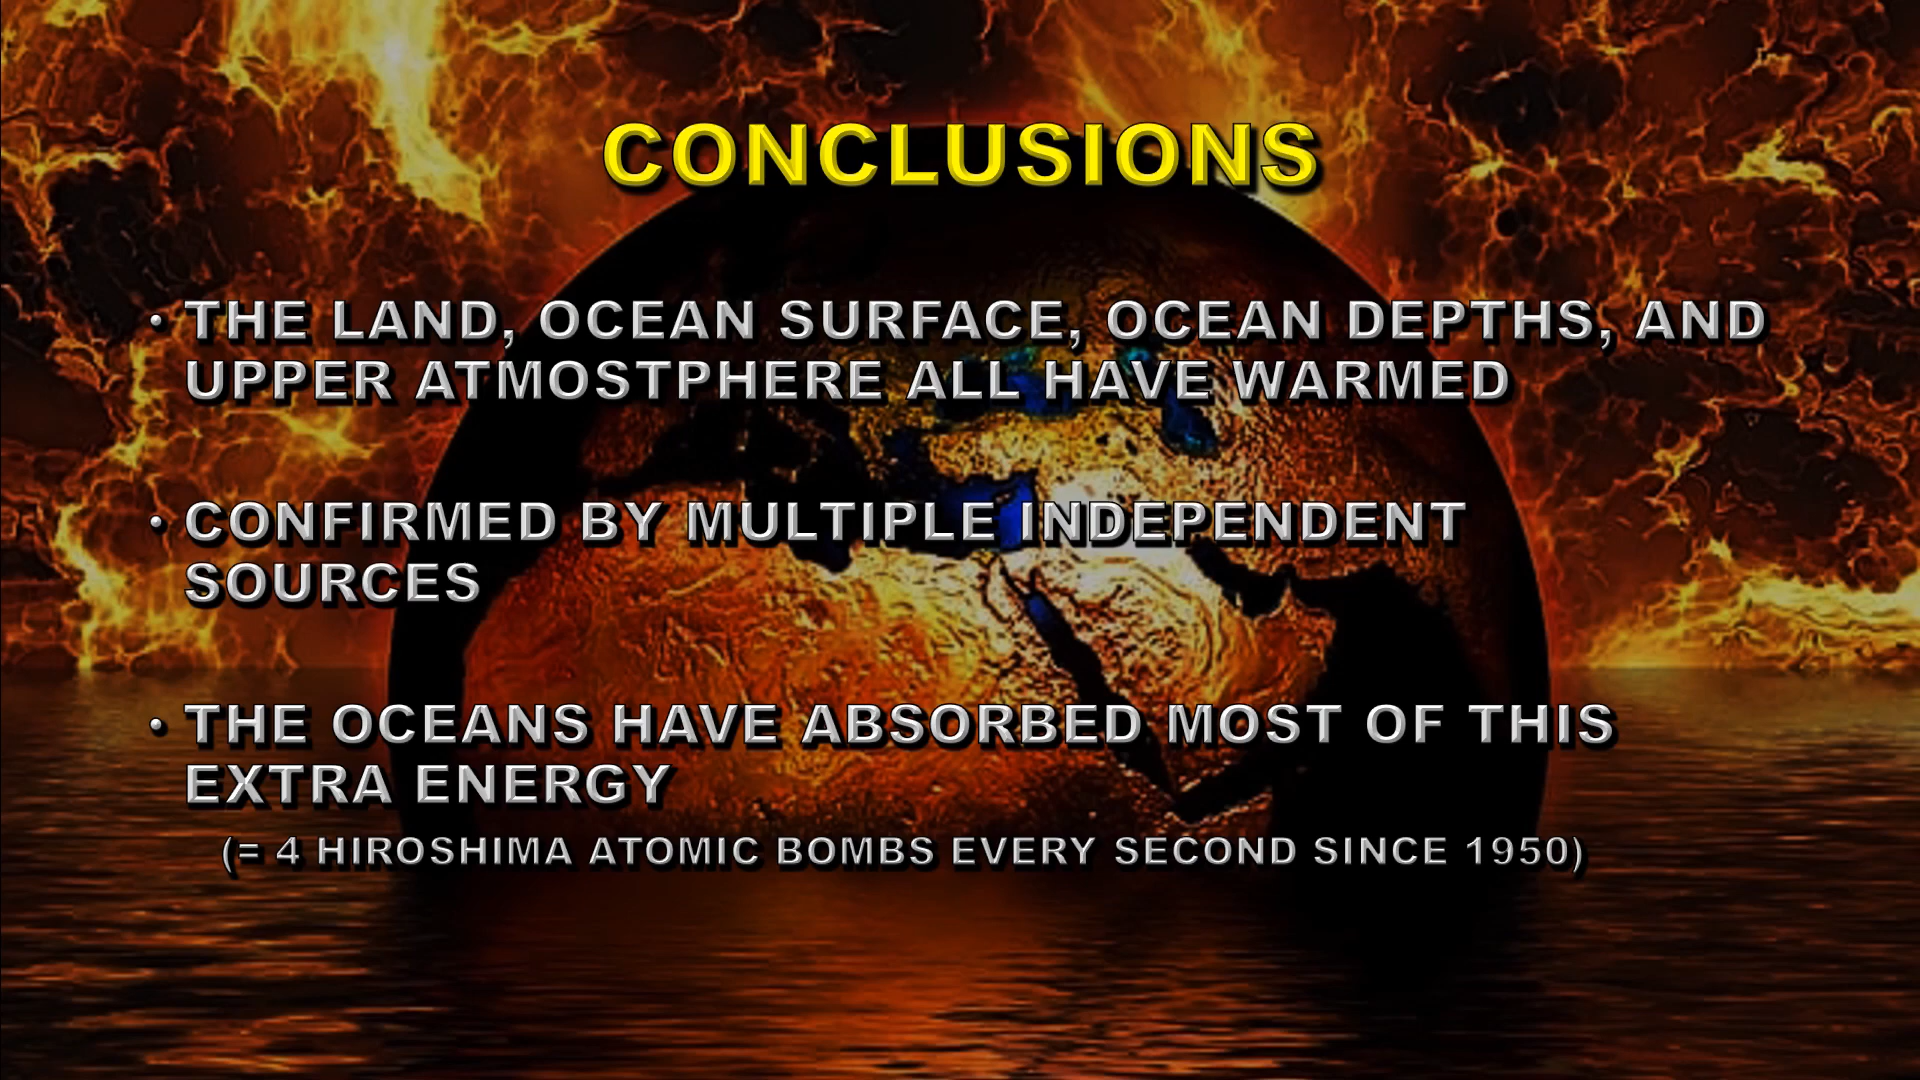 CONCLUSIONS
• THE LAND, OCEAN SURFACE, OCEAN DEPTHS, AND
UPPER ATMOSTPHERE ALL HAVE WARMED
• CONFIRMED BY MULTIPLE INDEPENDENT
SOURCES
• THE OCEANS HAVE ABSORBED MOST OF THIS
EXTRA ENERGY
(= 4 HIROSHIMA ATOMIC BOMBS EVERY SECOND SINCE 1950)